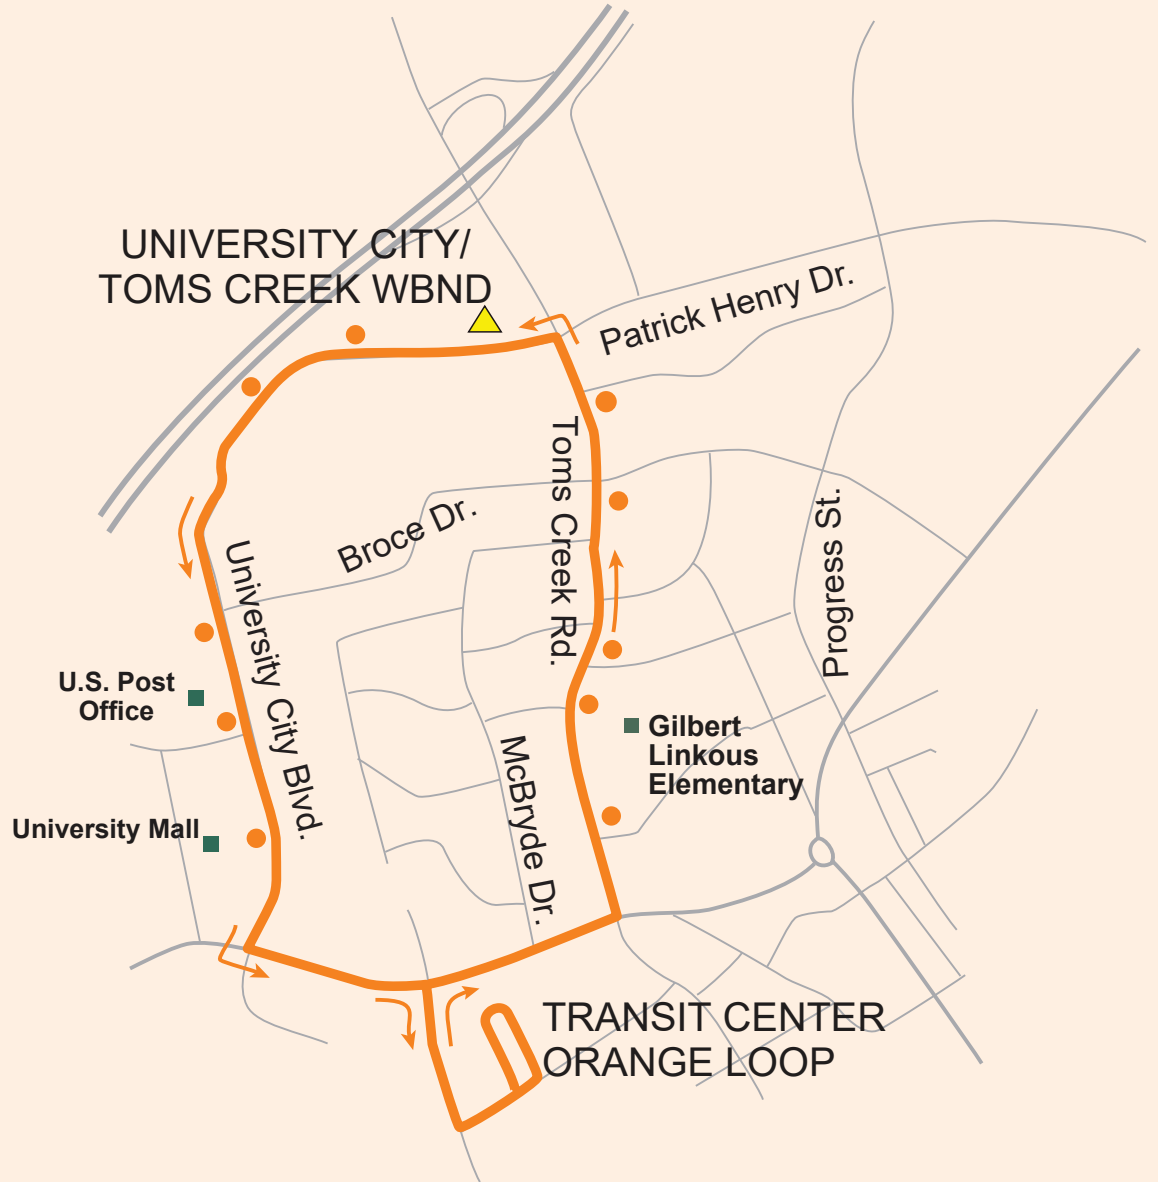 UNIVERSITY CITY/
TOMS CREEK WBND
Patrick Henry Dr.
Toms Creek Rd.
Broce Dr.
Progress St.
University City Blvd.
U.S. Post
Office
Gilbert
Linkous
Elementary
McBryde Dr.
University Mall
TRANSIT CENTER
ORANGE LOOP